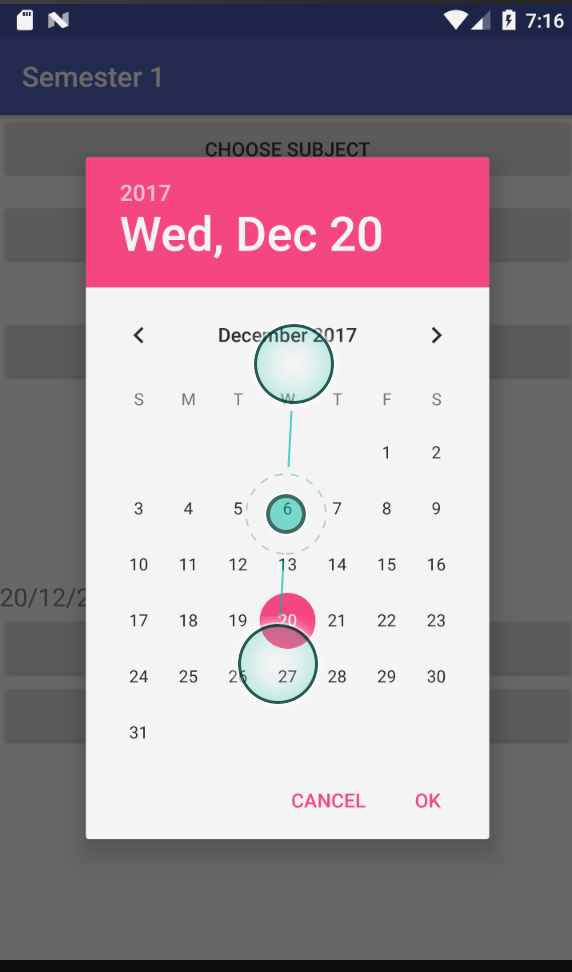 7:16
Semester 1
CHOOSE SUBJECT
2017
Wed, Dec 20
December 2017
S M T W T F S
1 2
3 4 5 6 7 8 9
10 11 12 13 14 15 16
17 18 19 20 21 22 23
24 25 26 27 28 29 30
31
20/12/2
CANCEL OK